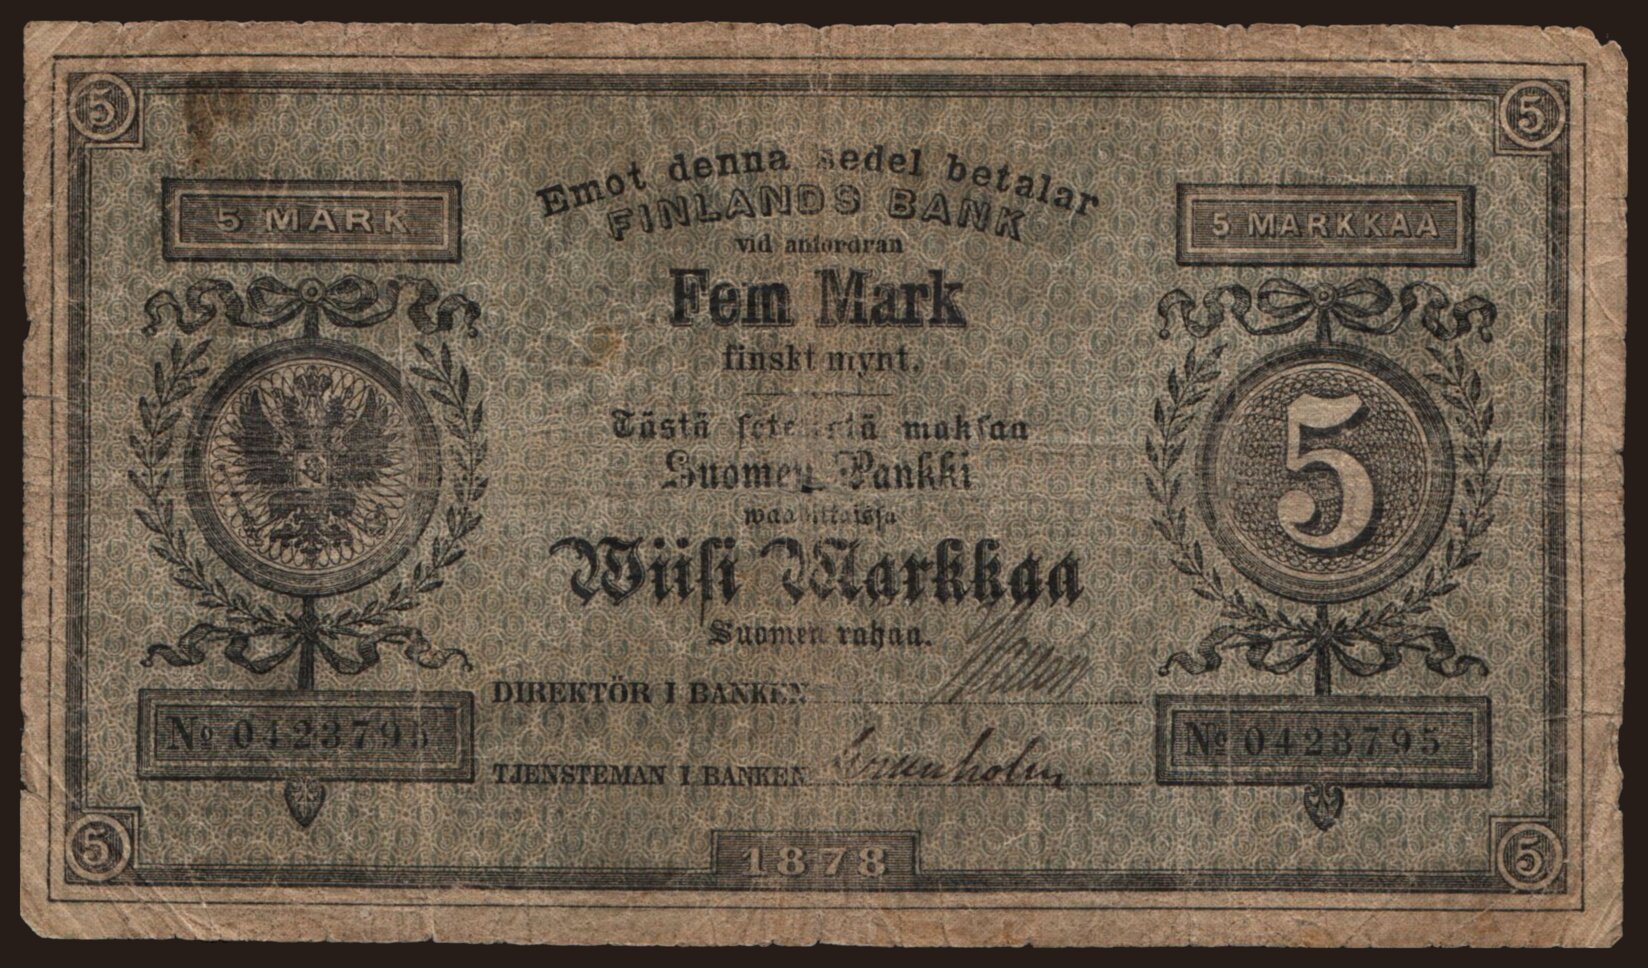 5 5
Emot denna sedel betalar
5 MARK FINLANDS BANK 5 MARKKAA
vid anfordran
Fem Mark
finskt mynt.
Tästä setelistä maksaa
Suomen Pankki
5
waadittaissa
Wiisi Markkaa
Suomen rahaa.
DIREKTÖR I BANKEN
№ 0423795 № 0423795
TJENSTEMAN I BANKEN
5 1878 5